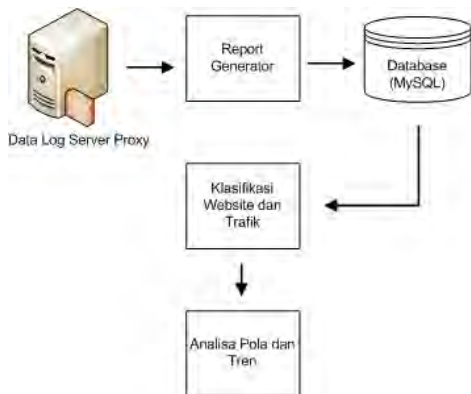 Report
Generator
Database
(MySQL)
Data Log Server Proxy
Klasifikasi
Website dan
Trafik
Analisa Pola dan
Tren